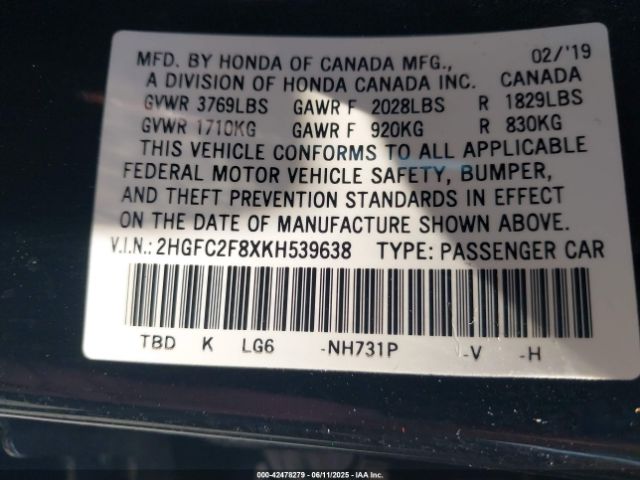 MFD. BY HONDA OF CANADA MFG., 02/'19
A DIVISION OF HONDA CANADA INC. CANADA
GVWR 3769LBS GAWR F 2028LBS R 1829LBS
GVWR 1710KG GAWR F 920KG R 830KG
THIS VEHICLE CONFORMS TO ALL APPLICABLE
FEDERAL MOTOR VEHICLE SAFETY, BUMPER,
AND THEFT PREVENTION STANDARDS IN EFFECT
ON THE DATE OF MANUFACTURE SHOWN ABOVE.
V.I.N.: 2HGFC2F8XKH539638 TYPE: PASSENGER CAR
TBD K LG6 -NH731P -V -H
000-42478279 - 06/11/2025 - IAA Inc.